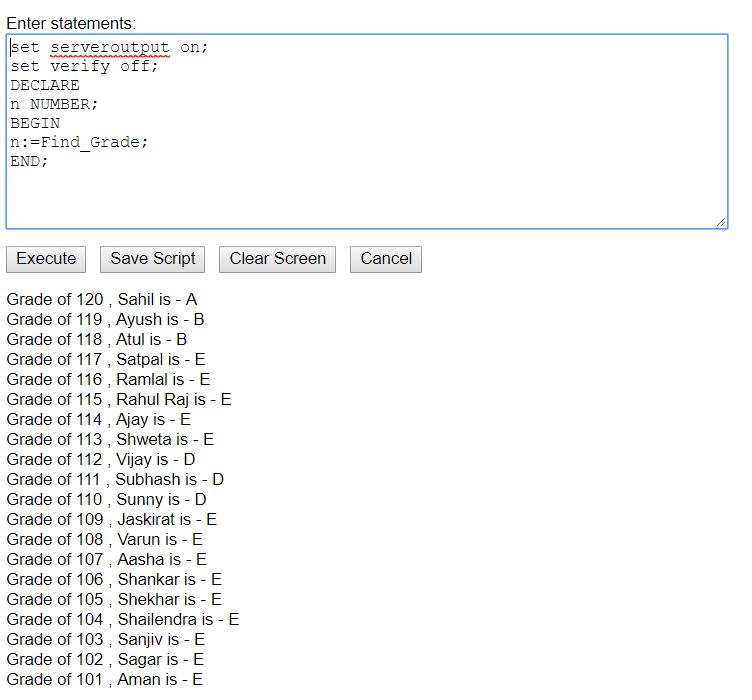 Enter statements:
set serveroutput on;
set verify off;
DECLARE
n NUMBER;
BEGIN
n:=Find_Grade;
END;
Execute Save Script Clear Screen Cancel
Grade of 120 , Sahil is - A
Grade of 119 , Ayush is - B
Grade of 118 , Atul is - B
Grade of 117 , Satpal is - E
Grade of 116 , Ramlal is - E
Grade of 115 , Rahul Raj is - E
Grade of 114 , Ajay is - E
Grade of 113 , Shweta is - E
Grade of 112 , Vijay is - D
Grade of 111 , Subhash is - D
Grade of 110 , Sunny is - D
Grade of 109 , Jaskirat is - E
Grade of 108 , Varun is - E
Grade of 107 , Aasha is - E
Grade of 106 , Shankar is - E
Grade of 105 , Shekhar is - E
Grade of 104 , Shailendra is - E
Grade of 103 , Sanjiv is - E
Grade of 102 , Sagar is - E
Grade of 101 , Aman is - E